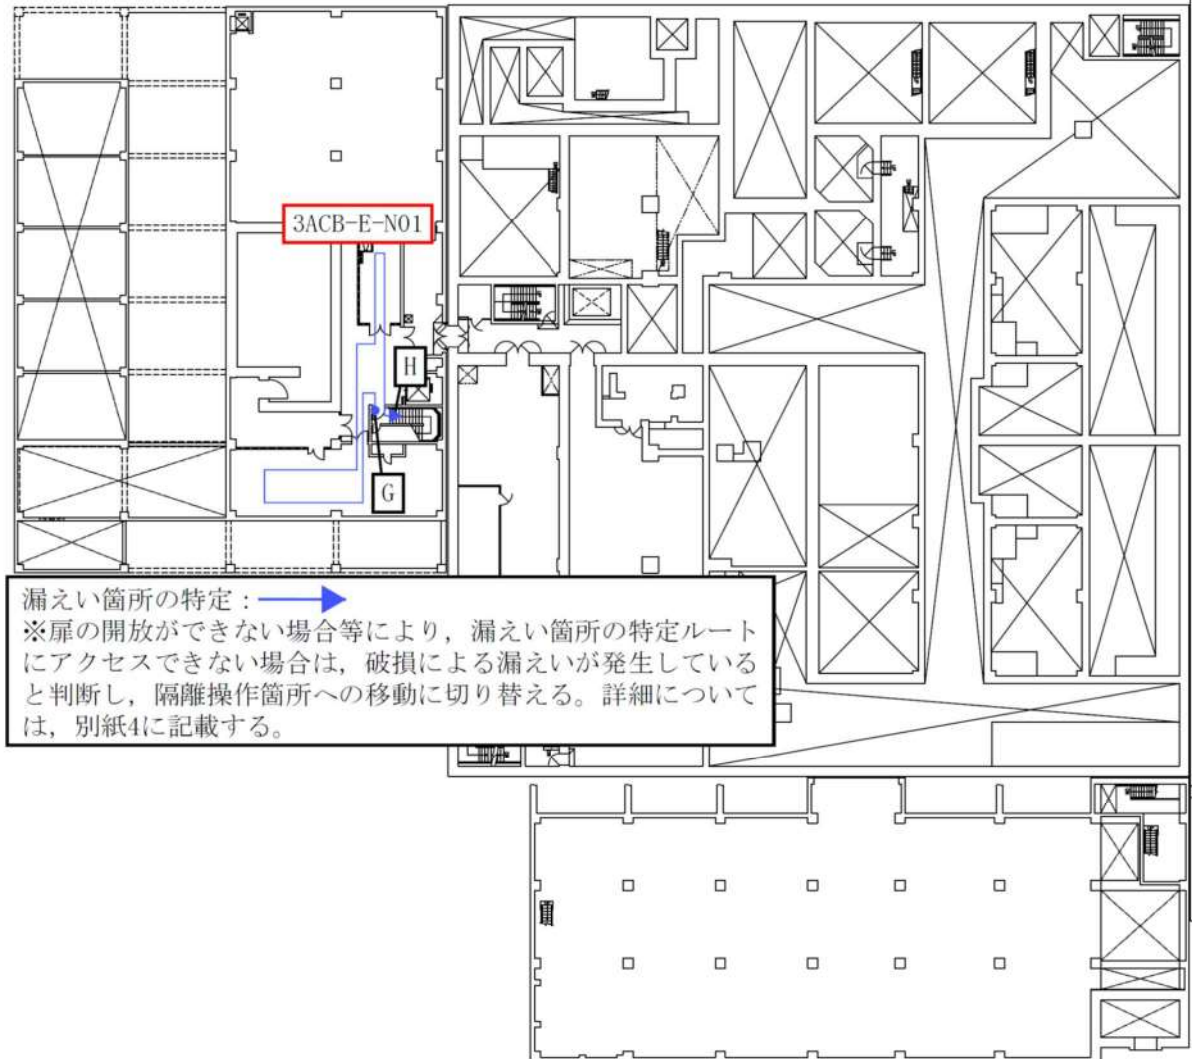 3ACB-E-N01
H
G
漏えい箇所の特定：
※扉の開放ができない場合等により，漏えい箇所の特定ルート
にアクセスできない場合は，破損による漏えいが発生している
と判断し，隔離操作箇所への移動に切り替える。詳細について
は，別紙4に記載する。